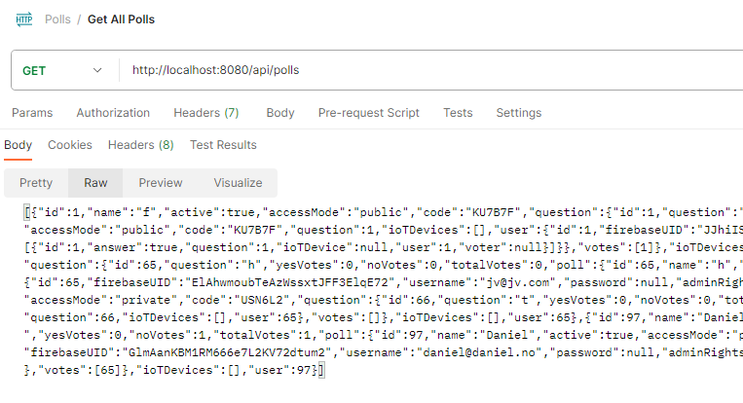 HTTP Polls / Get All Polls
GET http://localhost:8080/api/polls
Params Authorization Headers (7) Body Pre-request Script Tests Settings
Body Cookies Headers (8) Test Results
Pretty Raw Preview Visualize
[{"id":1,"name":"f","active":true,"accessMode":"public","code":"KU7B7F","question":{"id":1,"question":"
"accessMode":"public","code":"KU7B7F","question":1,"ioTDevices":[],"user":{"id":1,"firebaseUID":"JJhiIS
[{"id":1,"answer":true,"question":1,"ioTDevice":null,"user":1,"voter":null}]}},"votes":[1]},"ioTDevices
"question":{"id":65,"question":"h","yesVotes":0,"noVotes":0,"totalVotes":0,"poll":{"id":65,"name":"h",
{"id":65,"firebaseUID":"ElAhwmoubTeAzWssxtJFF3ElqE72","username":"jv@jv.com","password":null,"adminRigh
"accessMode":"private","code":"USN6L2","question":{"id":66,"question":"t","yesVotes":0,"noVotes":0,"tot
"question":66,"ioTDevices":[],"user":65},"votes":[]},"ioTDevices":[],"user":65},{"id":97,"name":"Daniel
","yesVotes":0,"noVotes":1,"totalVotes":1,"poll":{"id":97,"name":"Daniel","active":true,"accessMode":"p
"firebaseUID":"GlmAanKBM1RM666e7L2KV72dtum2","username":"daniel@daniel.no","password":null,"adminRights
},"votes":[65]},"ioTDevices":[],"user":97}]